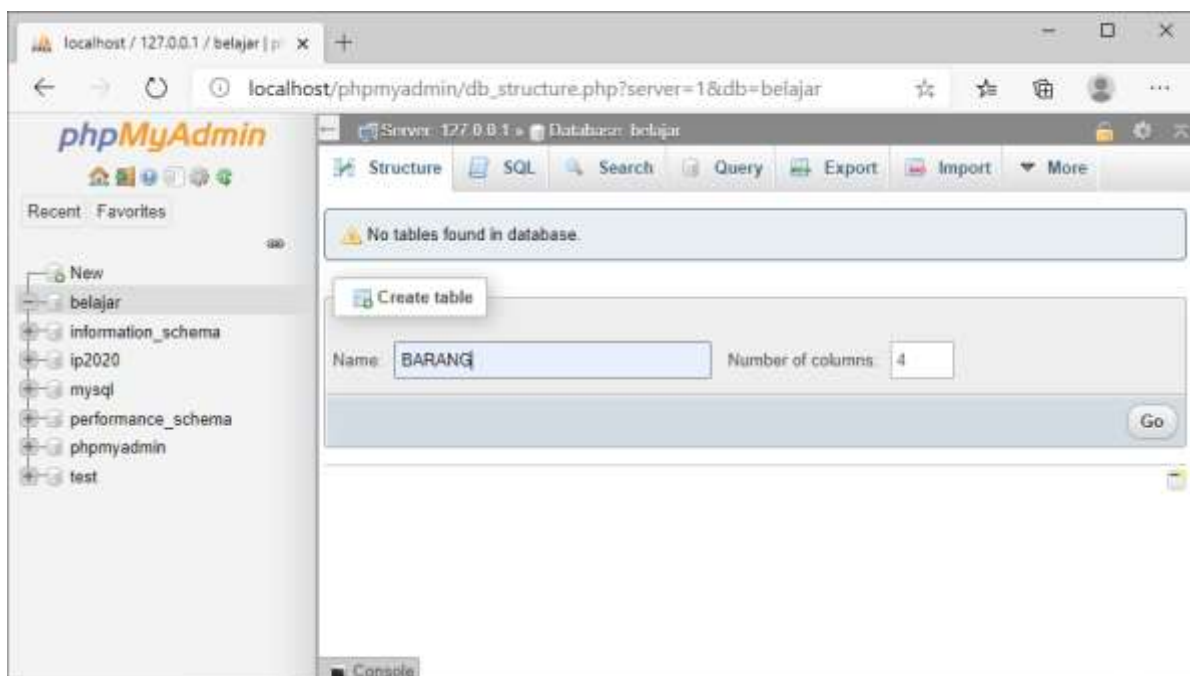 localhost / 127.0.0.1 / belajar | p
localhost/phpmyadmin/db_structure.php?server=1&db=belajar
phpMyAdmin
Recent Favorites
New
belajar
information_schema
ip2020
mysql
performance_schema
phpmyadmin
test
Server: 127.0.0.1 » Database: belajar
Structure SQL Search Query Export Import More
No tables found in database.
Create table
Name: BARANG Number of columns: 4
Go
Console